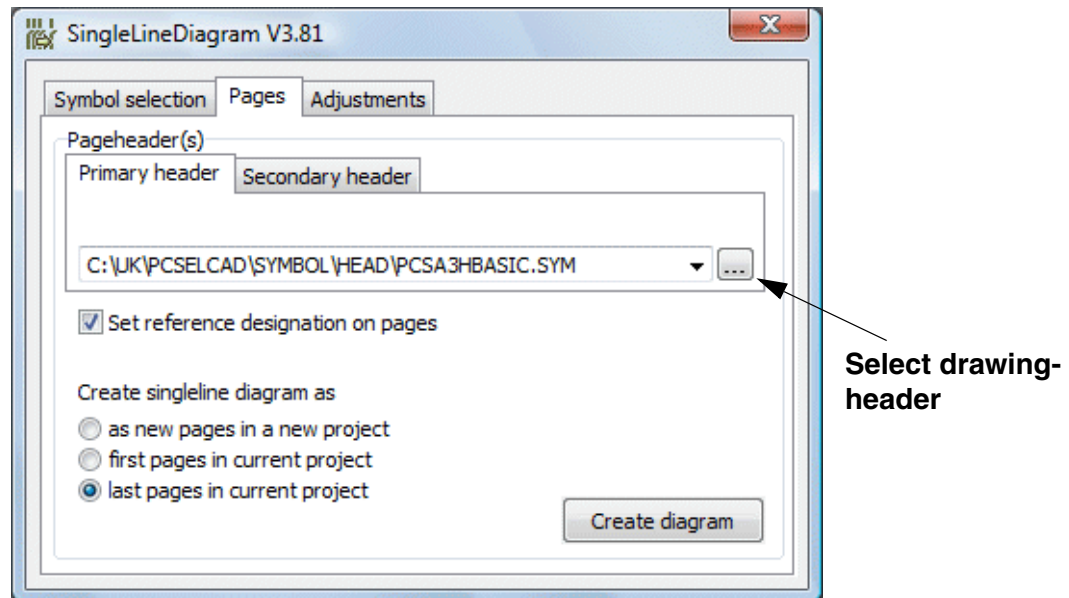 SingleLineDiagram V3.81
Symbol selection Pages Adjustments
Pageheader(s)
Primary header Secondary header
C:\UK\PCSELCAD\SYMBOL\HEAD\PCSA3HBASIC.SYM ...
Set reference designation on pages
Select drawing-
header
Create singleline diagram as
as new pages in a new project
first pages in current project
last pages in current project
Create diagram